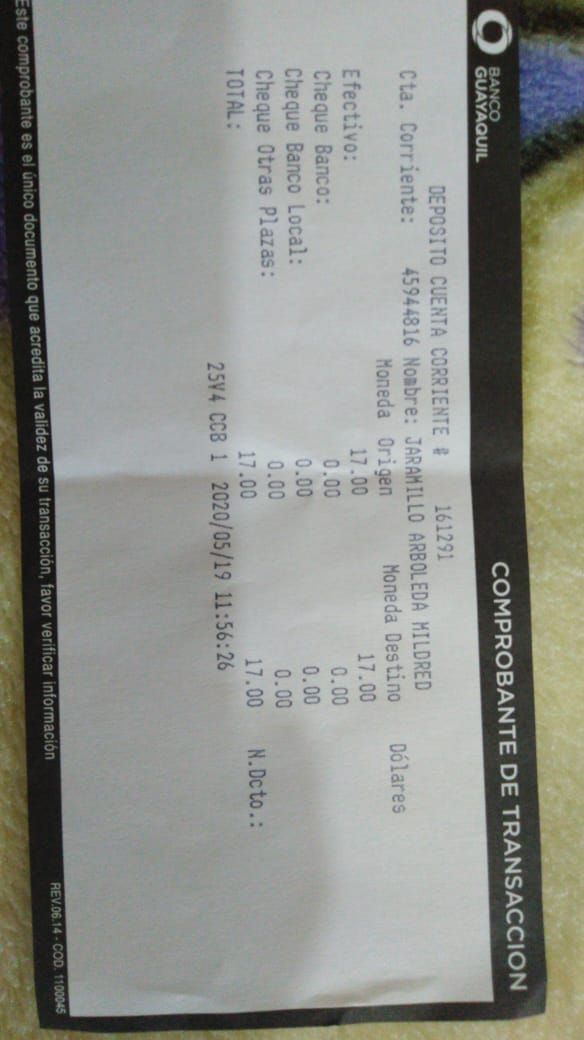 BANCO
GUAYAQUIL
COMPROBANTE DE TRANSACCION
DEPOSITO CUENTA CORRIENTE # 161291
Cta. Corriente: 45944816 Nombre: JARAMILLO ARBOLEDA MILDRED
Moneda Origen Moneda Destino Dólares
Efectivo: 17.00 17.00
Cheque Banco: 0.00 0.00
Cheque Banco Local: 0.00 0.00
Cheque Otras Plazas: 0.00 0.00
TOTAL: 17.00 17.00 N.Dcto.:
25V4 CCB 1 2020/05/19 11:56:26
Este comprobante es el único documento que acredita la validez de su transacción, favor verificar información
REV.06.14 - COD. 1100045